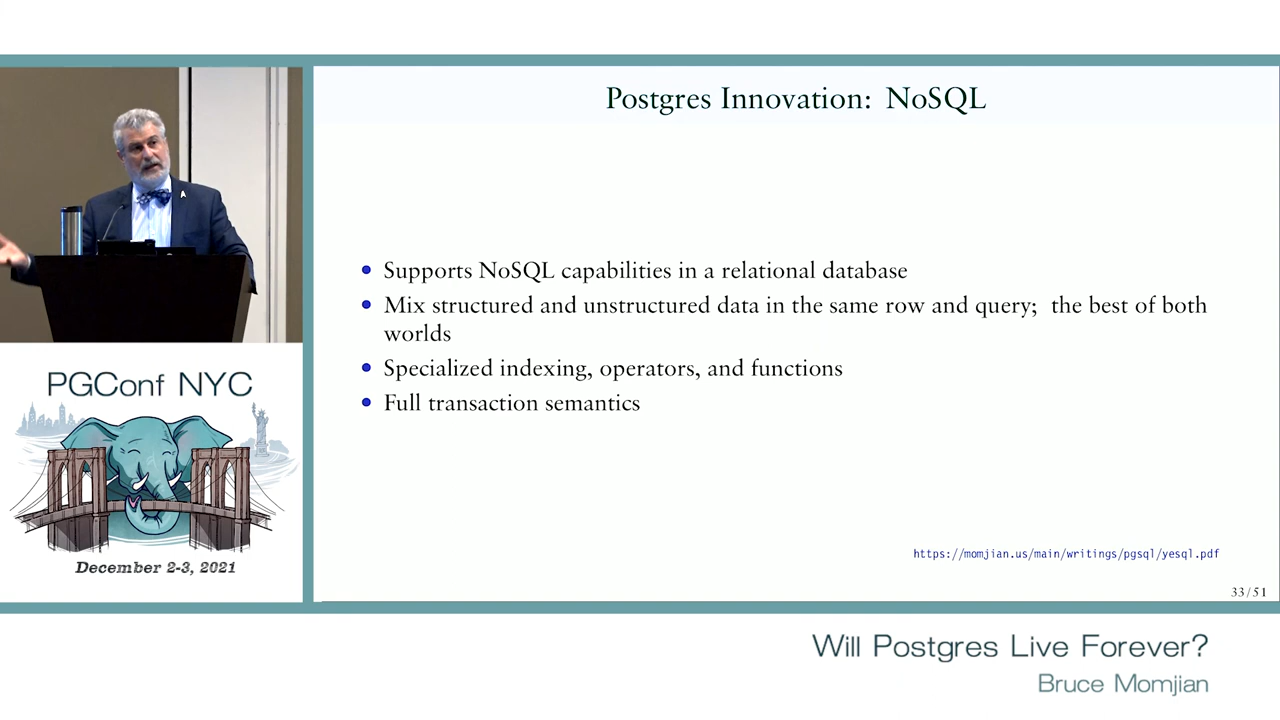 Postgres Innovation: NoSQL
Supports NoSQL capabilities in a relational database
Mix structured and unstructured data in the same row and query; the best of both
worlds
Specialized indexing, operators, and functions
Full transaction semantics
https://momjian.us/main/writings/pgsql/yesql.pdf
33/51
PGConf NYC
December 2-3, 2021
Will Postgres Live Forever?
Bruce Momjian